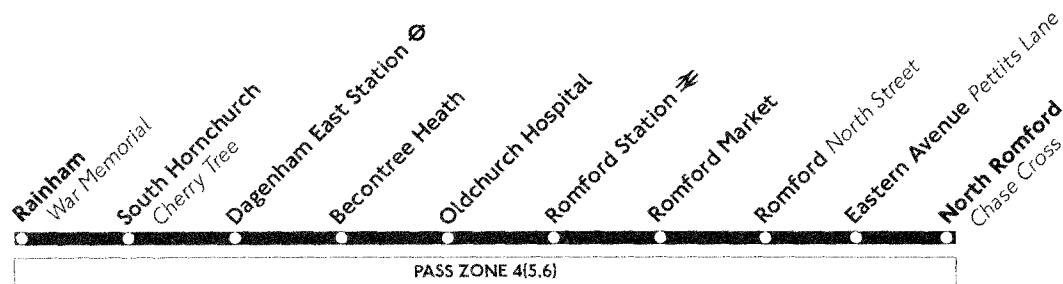 Rainham
War Memorial
South Hornchurch
Cherry Tree
Dagenham East Station
Becontree Heath
Oldchurch Hospital
Romford Station
Romford Market
Romford North Street
Eastern Avenue Pettits Lane
North Romford
Chase Cross
PASS ZONE 4(5.6)